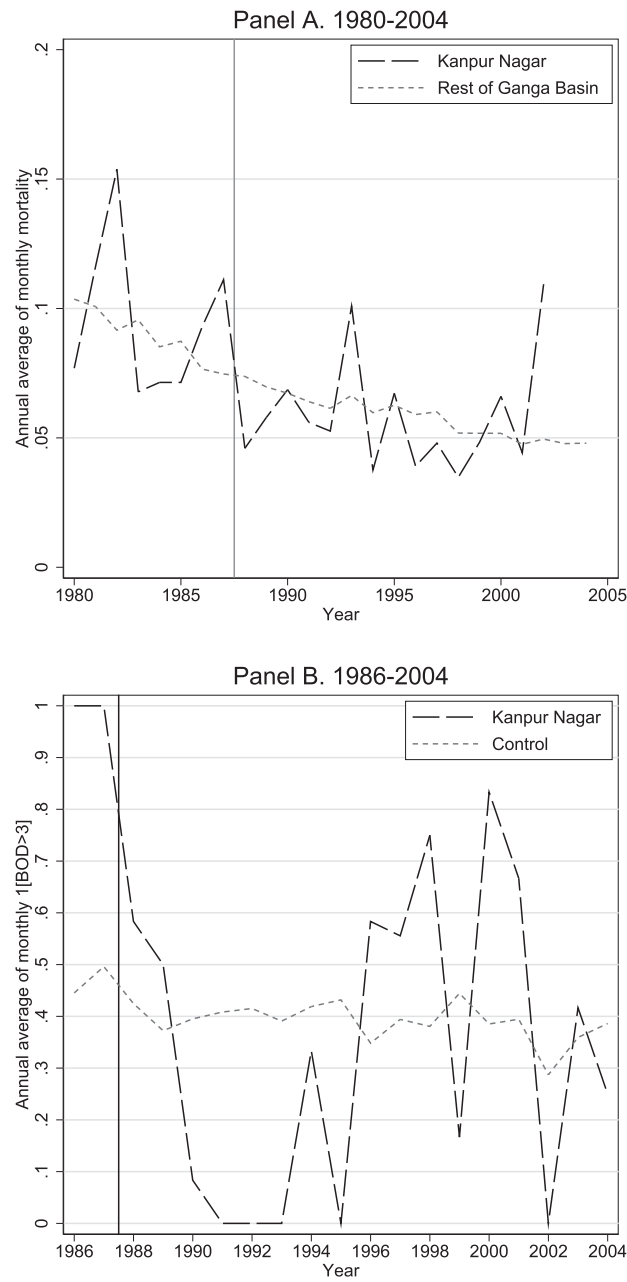 Panel A. 1980-2004
Kanpur Nagar
Rest of Ganga Basin
Annual average of monthly mortality
.2
.15
.1
.05
0
1980 1985 1990 1995 2000 2005
Year
Panel B. 1986-2004
Kanpur Nagar
Control
Annual average of monthly 1[BOD>3]
1
.9
.8
.7
.6
.5
.4
.3
.2
.1
0
1986 1988 1990 1992 1994 1996 1998 2000 2002 2004
Year